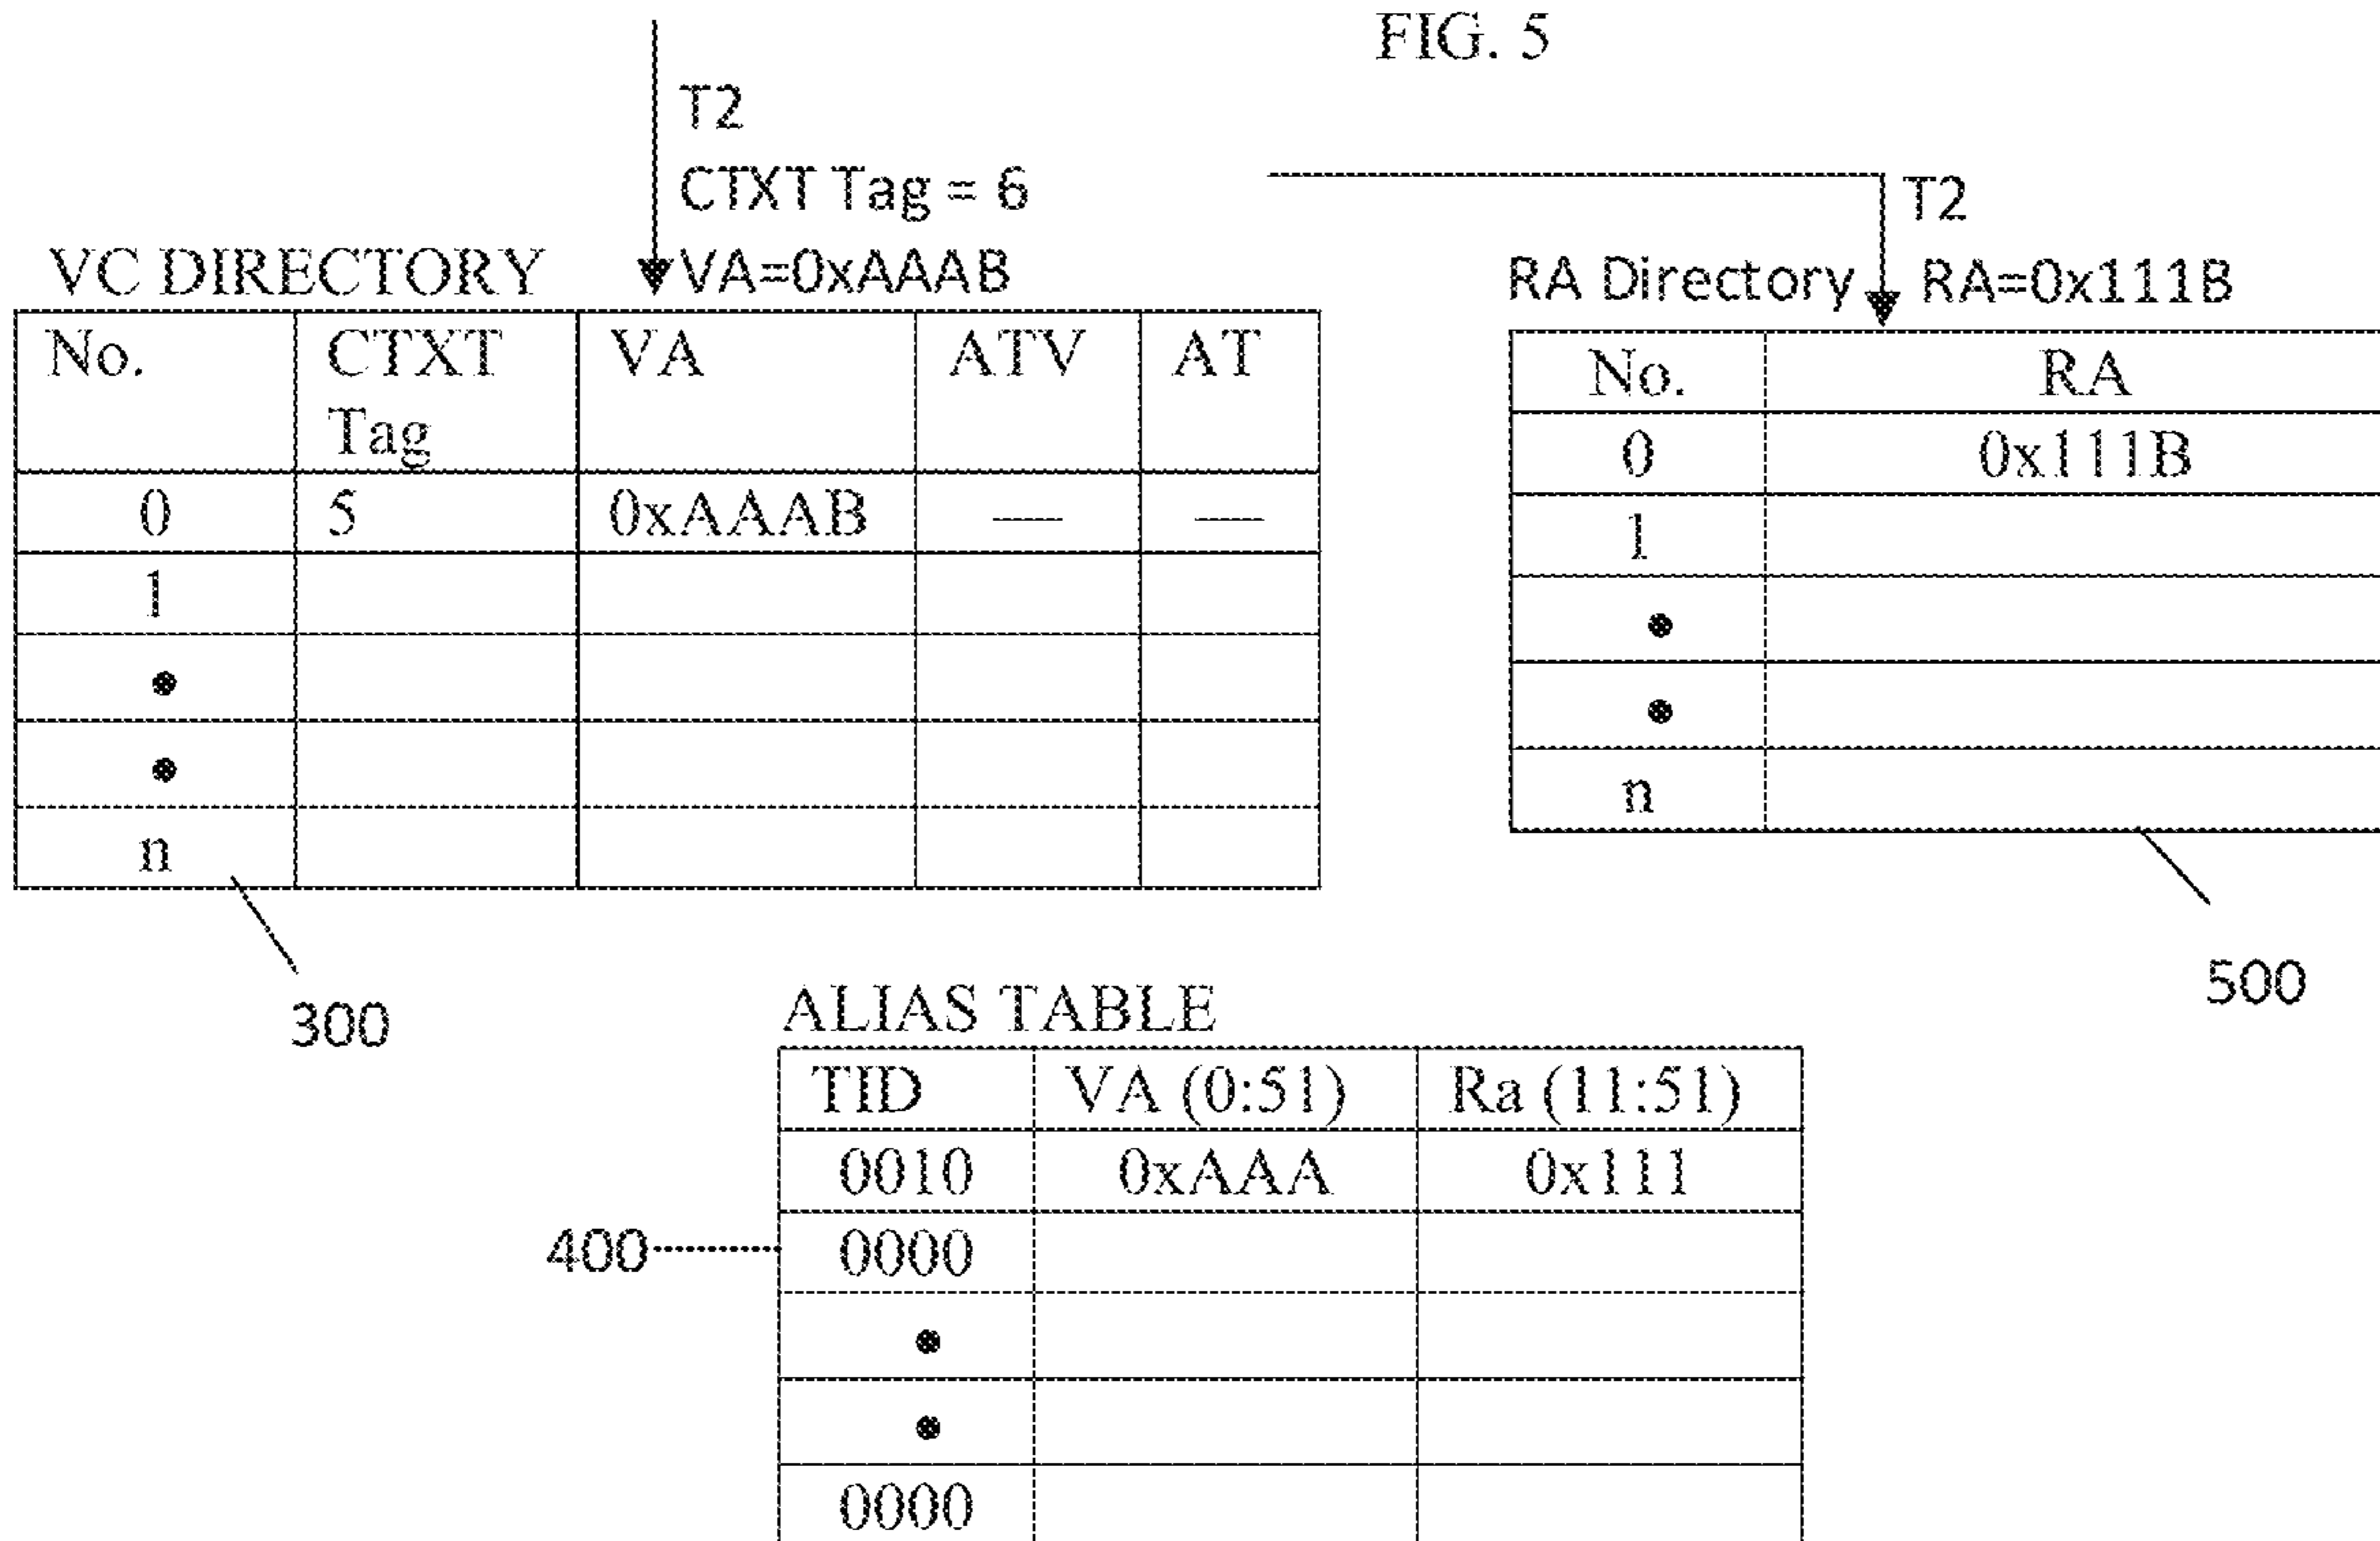 FIG. 5
T2
CTXT Tag = 6
VA=0xAAAB
T2
RA=0x111B
VC DIRECTORY
No. CTXT Tag VA ATV AT
0 5 0xAAAB — —
1
●
●
n
300
RA Directory
No. RA
0 0x111B
1
●
●
n
500
ALIAS TABLE
TID VA (0:51) Ra (11:51)
0010 0xAAA 0x111
0000
●
●
0000
400